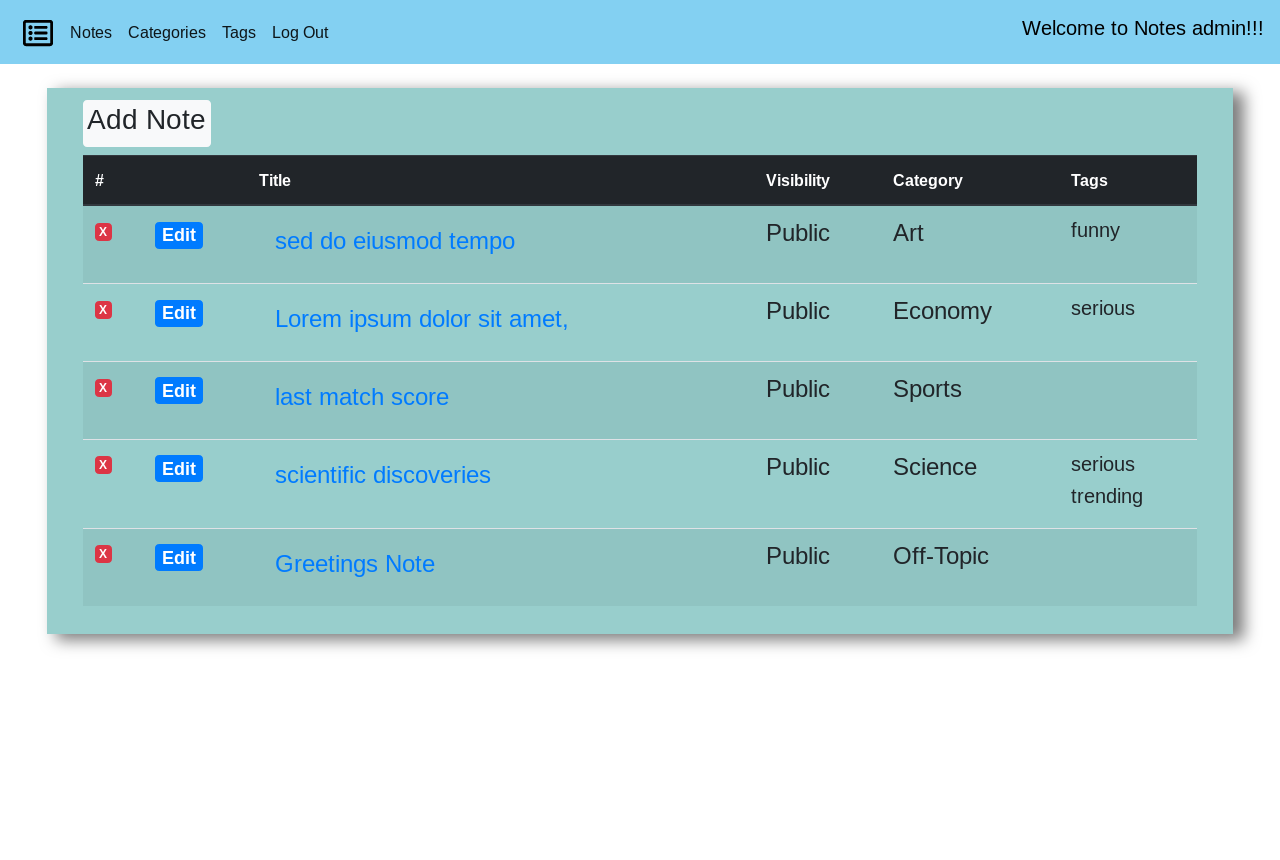 Notes Categories Tags Log Out Welcome to Notes admin!!!
Add Note
# Title Visibility Category Tags
X Edit sed do eiusmod tempo Public Art funny
X Edit Lorem ipsum dolor sit amet, Public Economy serious
X Edit last match score Public Sports
X Edit scientific discoveries Public Science serious
trending
X Edit Greetings Note Public Off-Topic